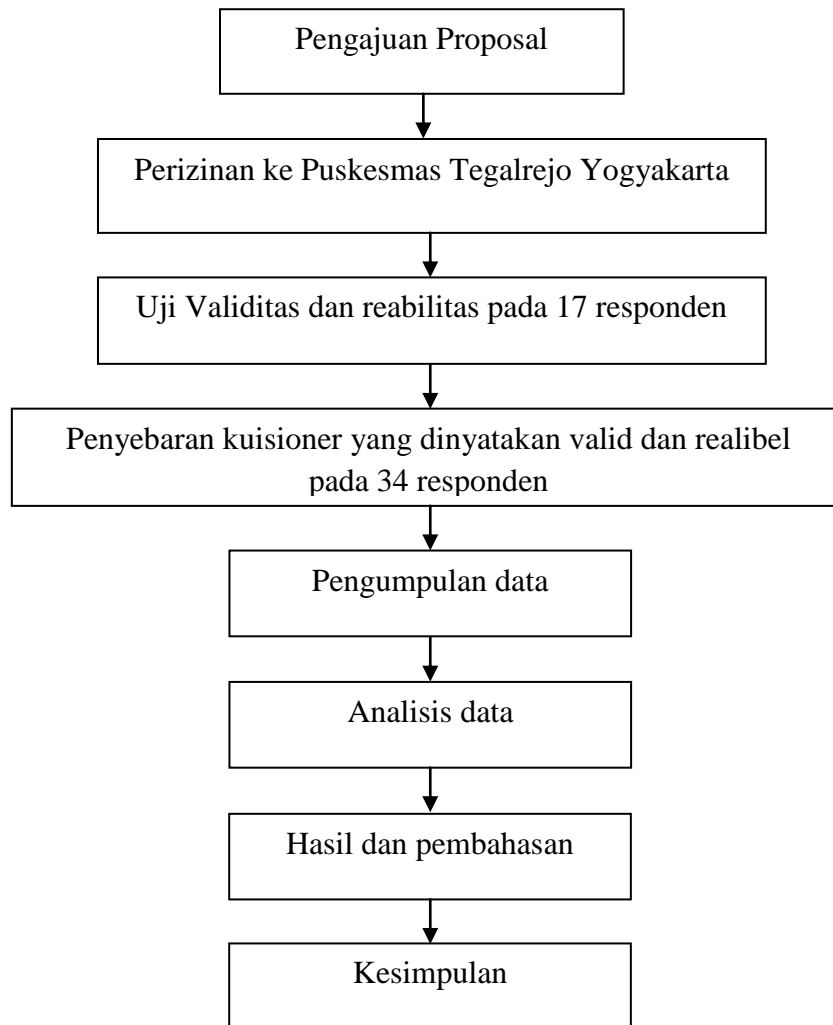 Pengajuan Proposal
Perizinan ke Puskesmas Tegalrejo Yogyakarta
Uji Validitas dan reabilitas pada 17 responden
Penyebaran kuisioner yang dinyatakan valid dan realibel
pada 34 responden
Pengumpulan data
Analisis data
Hasil dan pembahasan
Kesimpulan